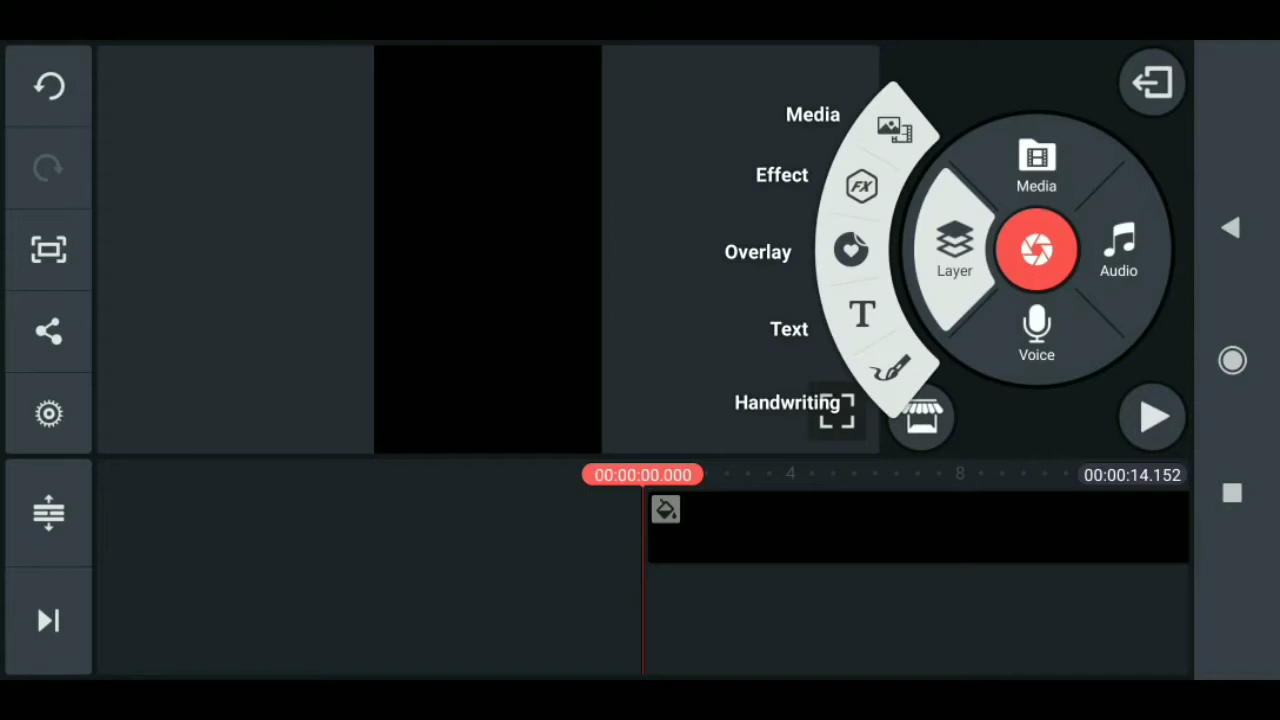 Media
Effect
Overlay
Text
Handwriting
Media
Layer
Audio
Voice
FX
T
00:00:00.000
4
8
00:00:14.152